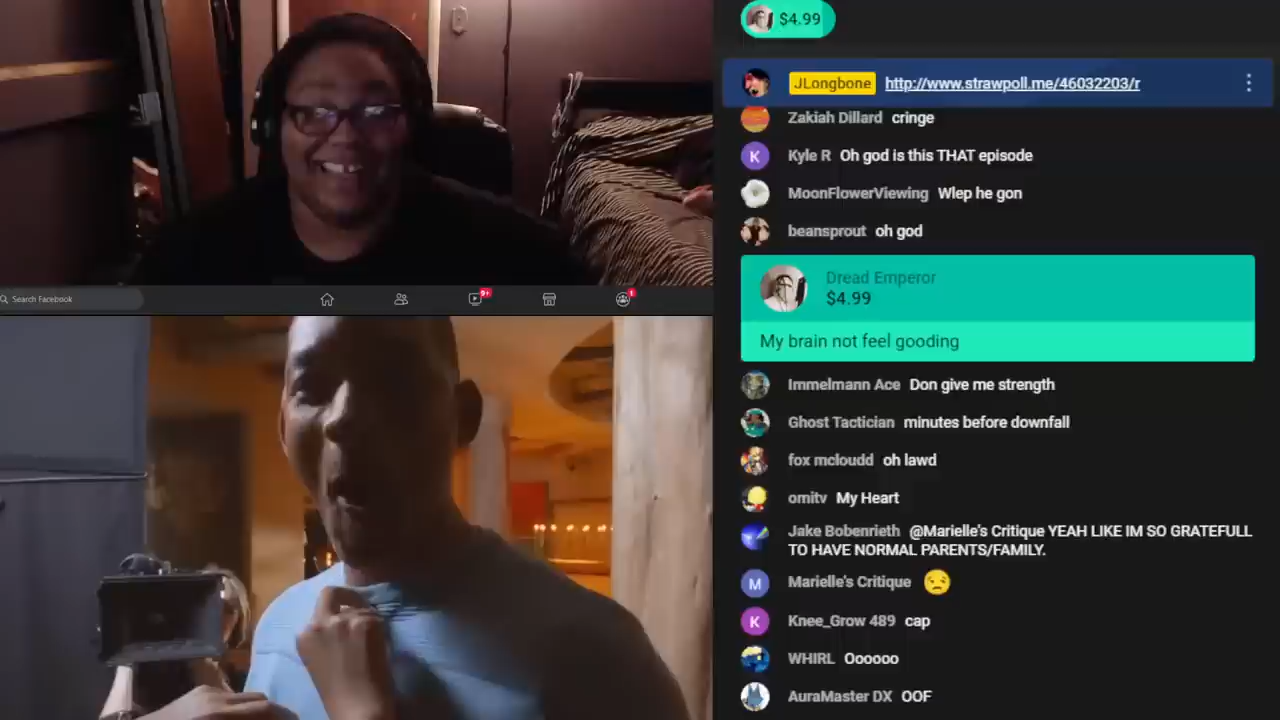 $4.99
JLongbone http://www.strawpoll.me/46032203/r
Zakiah Dillard cringe
K Kyle R Oh god is this THAT episode
MoonFlowerViewing Wlep he gon
beansprout oh god
Dread Emperor
$4.99
My brain not feel gooding
Immelmann Ace Don give me strength
Ghost Tactician minutes before downfall
fox mcloudd oh lawd
omitv My Heart
Jake Bobenrieth @Marielle's Critique YEAH LIKE IM SO GRATEFULL
TO HAVE NORMAL PARENTS/FAMILY.
M Marielle's Critique 😒
K Knee_Grow 489 cap
WHIRL Oooooo
AuraMaster DX OOF
Search Facebook
9+
1